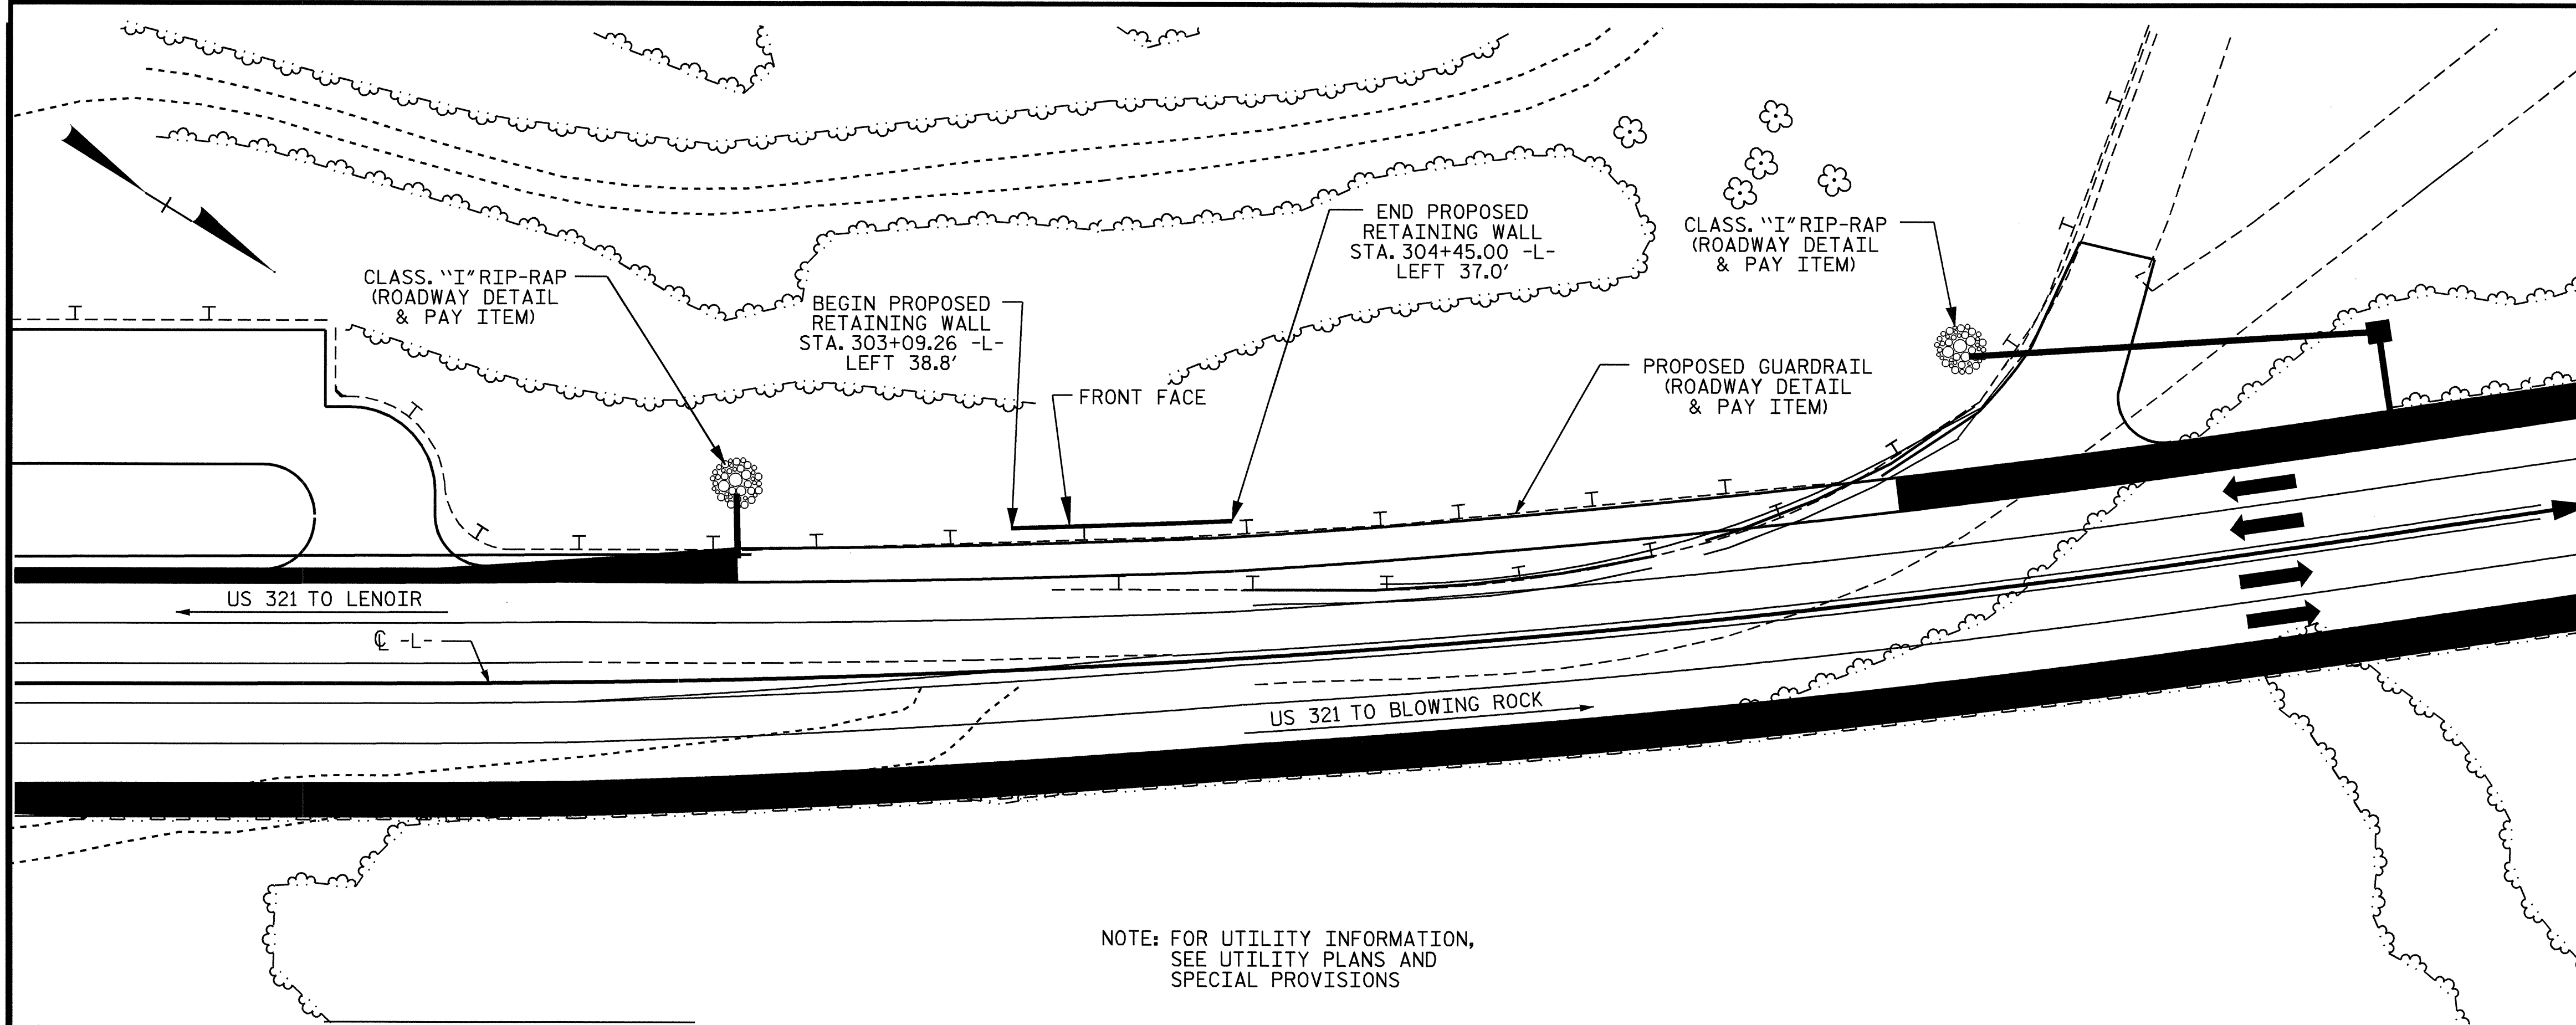 END PROPOSED
RETAINING WALL
STA. 304+45.00 -L-
LEFT 37.0'
CLASS. "I" RIP-RAP
(ROADWAY DETAIL
& PAY ITEM)
CLASS. "I" RIP-RAP
(ROADWAY DETAIL
& PAY ITEM)
BEGIN PROPOSED
RETAINING WALL
STA. 303+09.26 -L-
LEFT 38.8'
FRONT FACE
PROPOSED GUARDRAIL
(ROADWAY DETAIL
& PAY ITEM)
US 321 TO LENOIR
℄ -L-
US 321 TO BLOWING ROCK
NOTE: FOR UTILITY INFORMATION,
SEE UTILITY PLANS AND
SPECIAL PROVISIONS